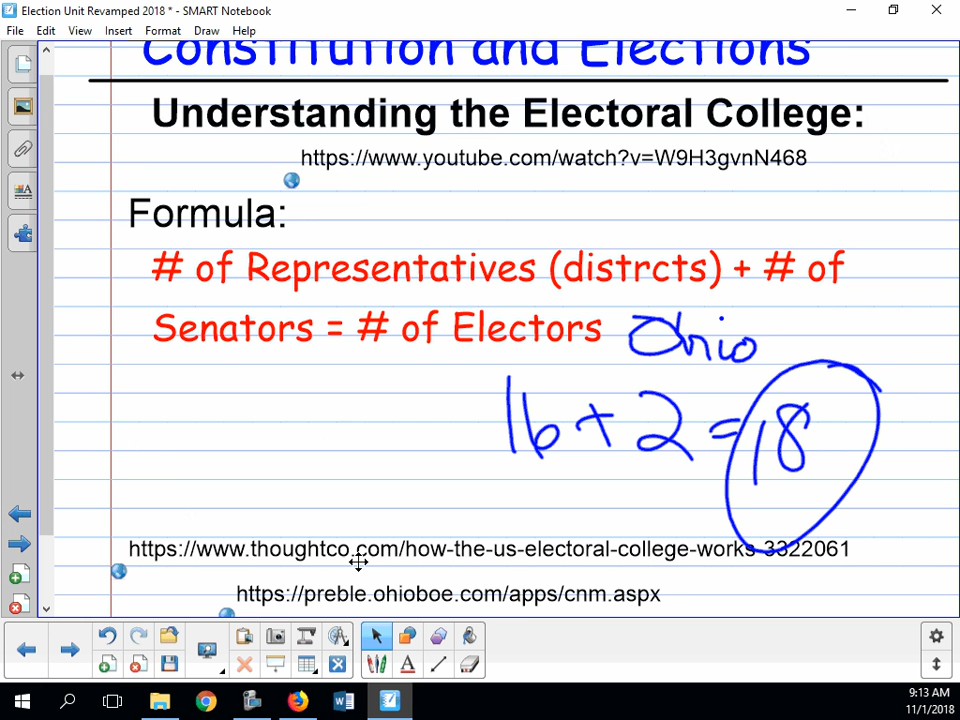 Election Unit Revamped 2018 * - SMART Notebook
File Edit View Insert Format Draw Help
Constitution and Elections
Understanding the Electoral College:
https://www.youtube.com/watch?v=W9H3gvnN468
Formula:
# of Representatives (distrcts) + # of
Senators = # of Electors
Ohio
16 + 2 = 18
https://www.thoughtco.com/how-the-us-electoral-college-works-3322061
https://preble.ohioboe.com/apps/cnm.aspx
9:13 AM
11/1/2018